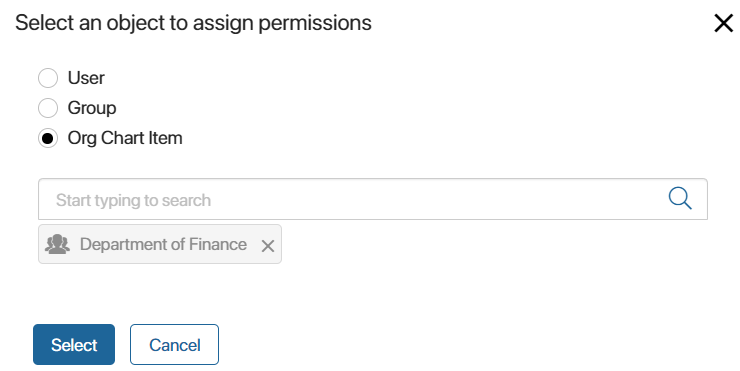 Select an object to assign permissions
User
Group
Org Chart Item
Start typing to search
Department of Finance
Select
Cancel